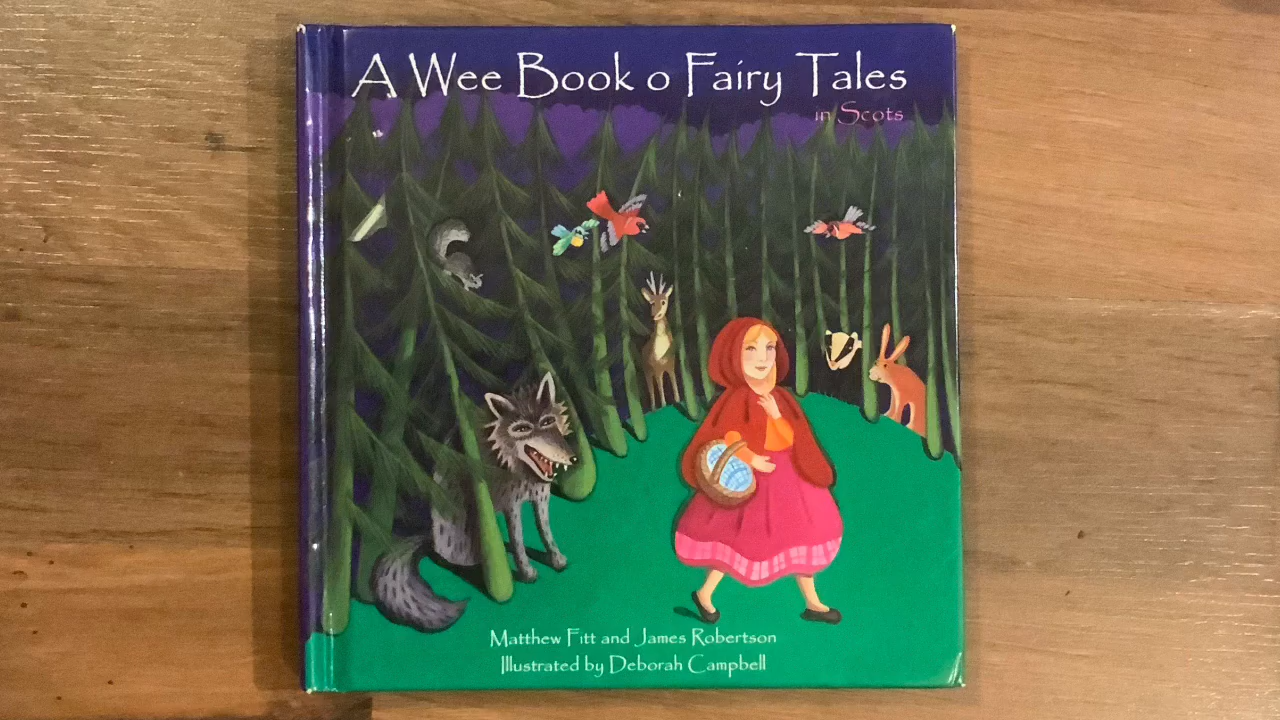 A Wee Book o Fairy Tales
in Scots
Matthew Fitt and James Robertson
Illustrated by Deborah Campbell